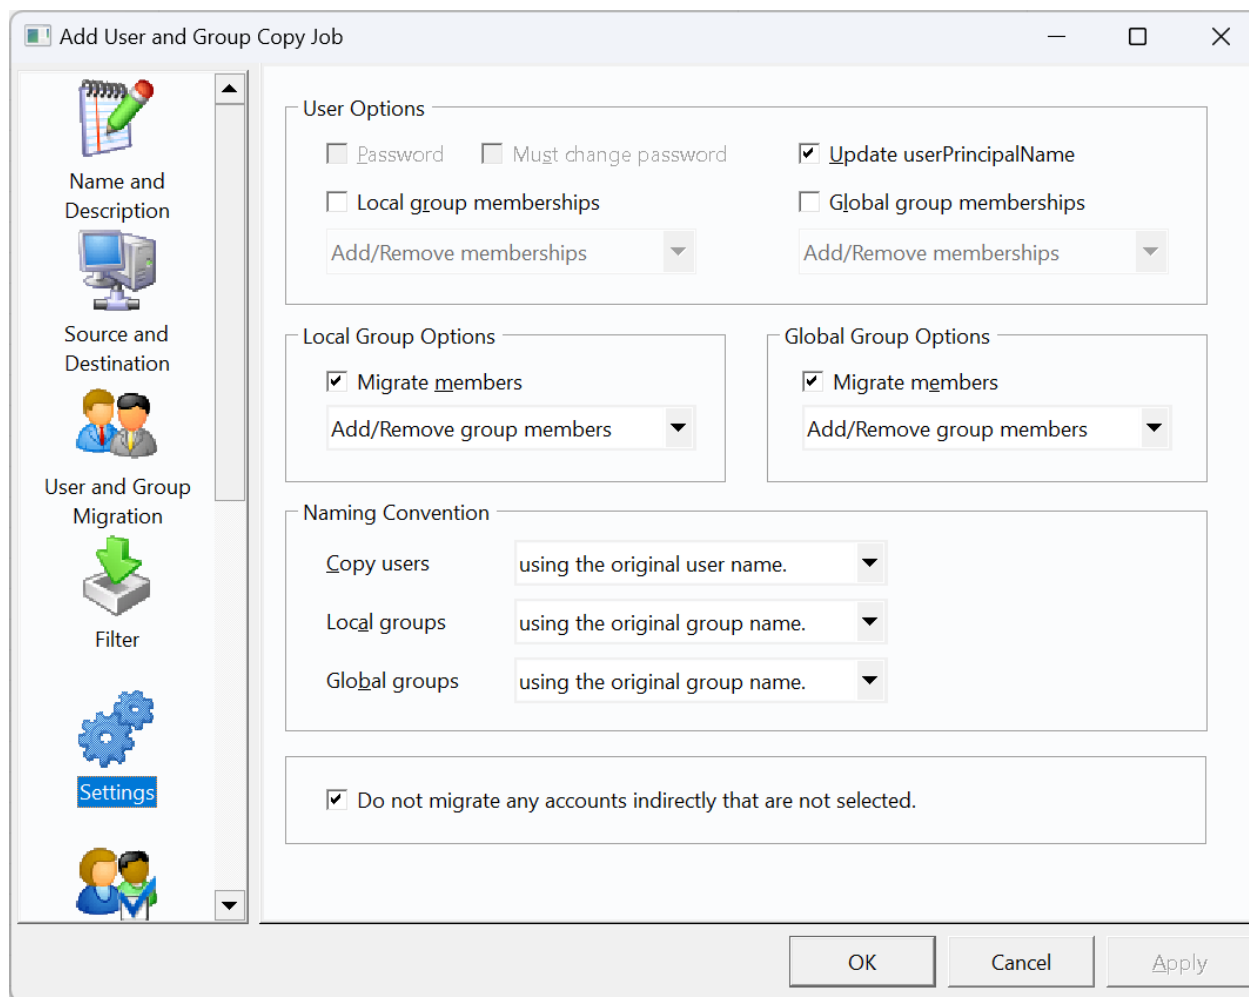 Add User and Group Copy Job
Name and
Description
Source and
Destination
User and Group
Migration
Filter
Settings
User Options
Password
Must change password
Update userPrincipalName
Local group memberships
Global group memberships
Add/Remove memberships
Add/Remove memberships
Local Group Options
Migrate members
Add/Remove group members
Global Group Options
Migrate members
Add/Remove group members
Naming Convention
Copy users
using the original user name.
Local groups
using the original group name.
Global groups
using the original group name.
Do not migrate any accounts indirectly that are not selected.
OK
Cancel
Apply